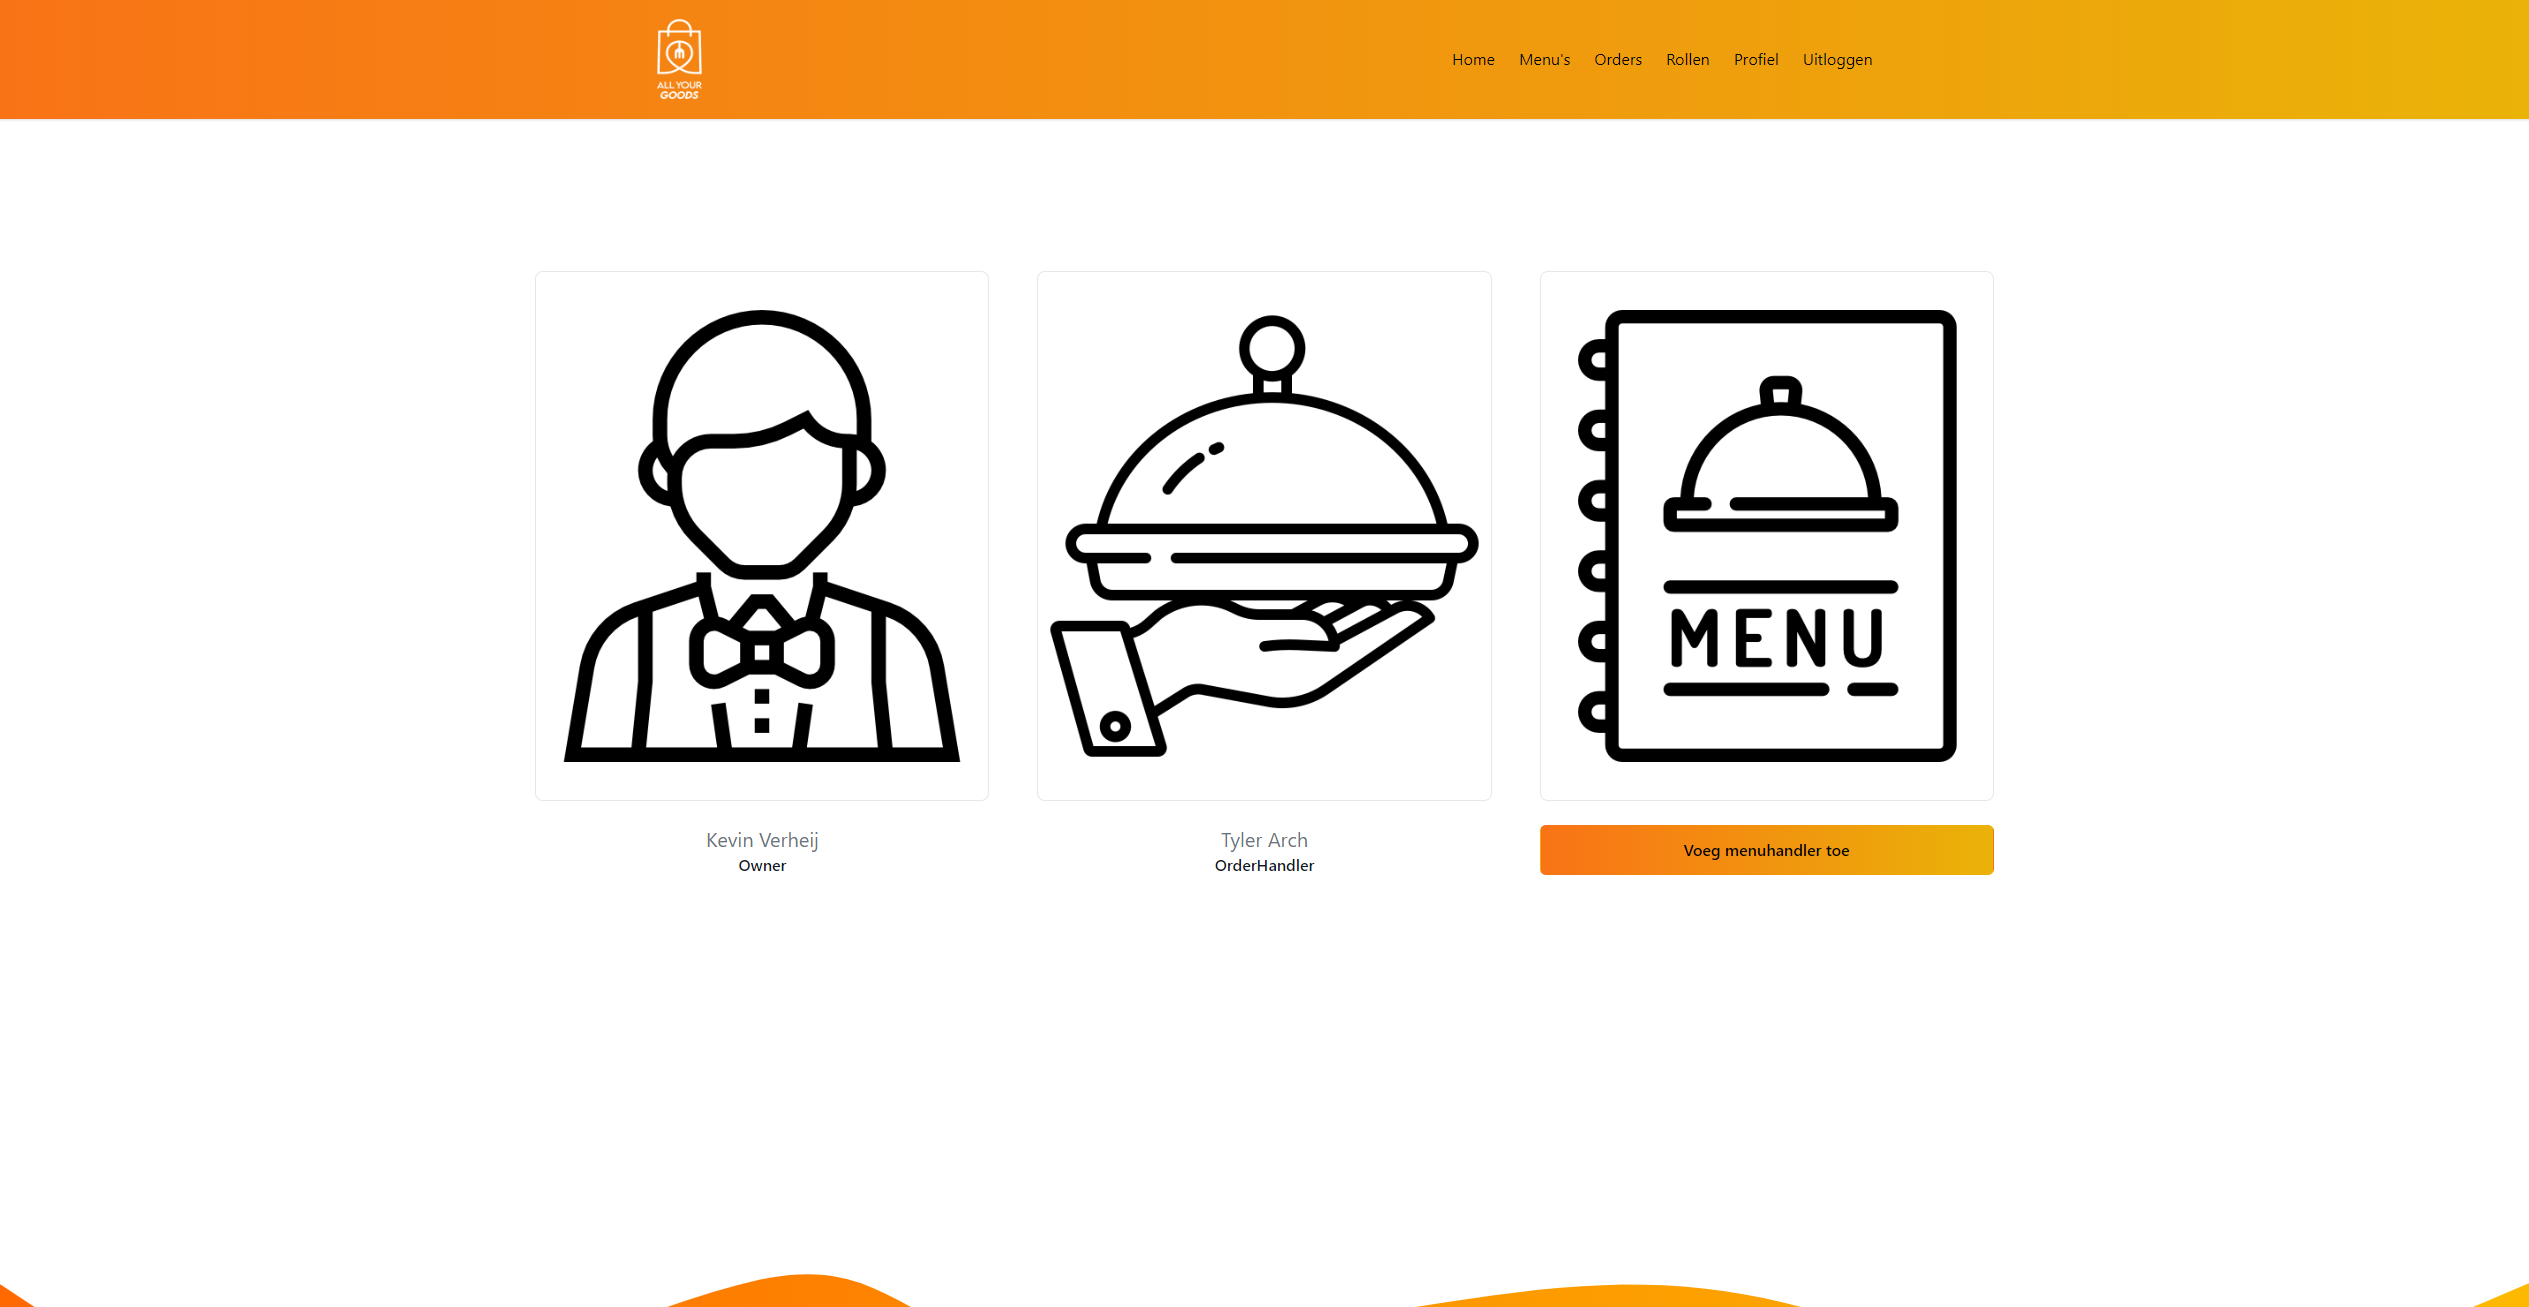 ALL YOUR
GOODS
Home Menu's Orders Rollen Profiel Uitloggen
MENU
Kevin Verheij
Owner
Tyler Arch
OrderHandler
Voeg menuhandler toe